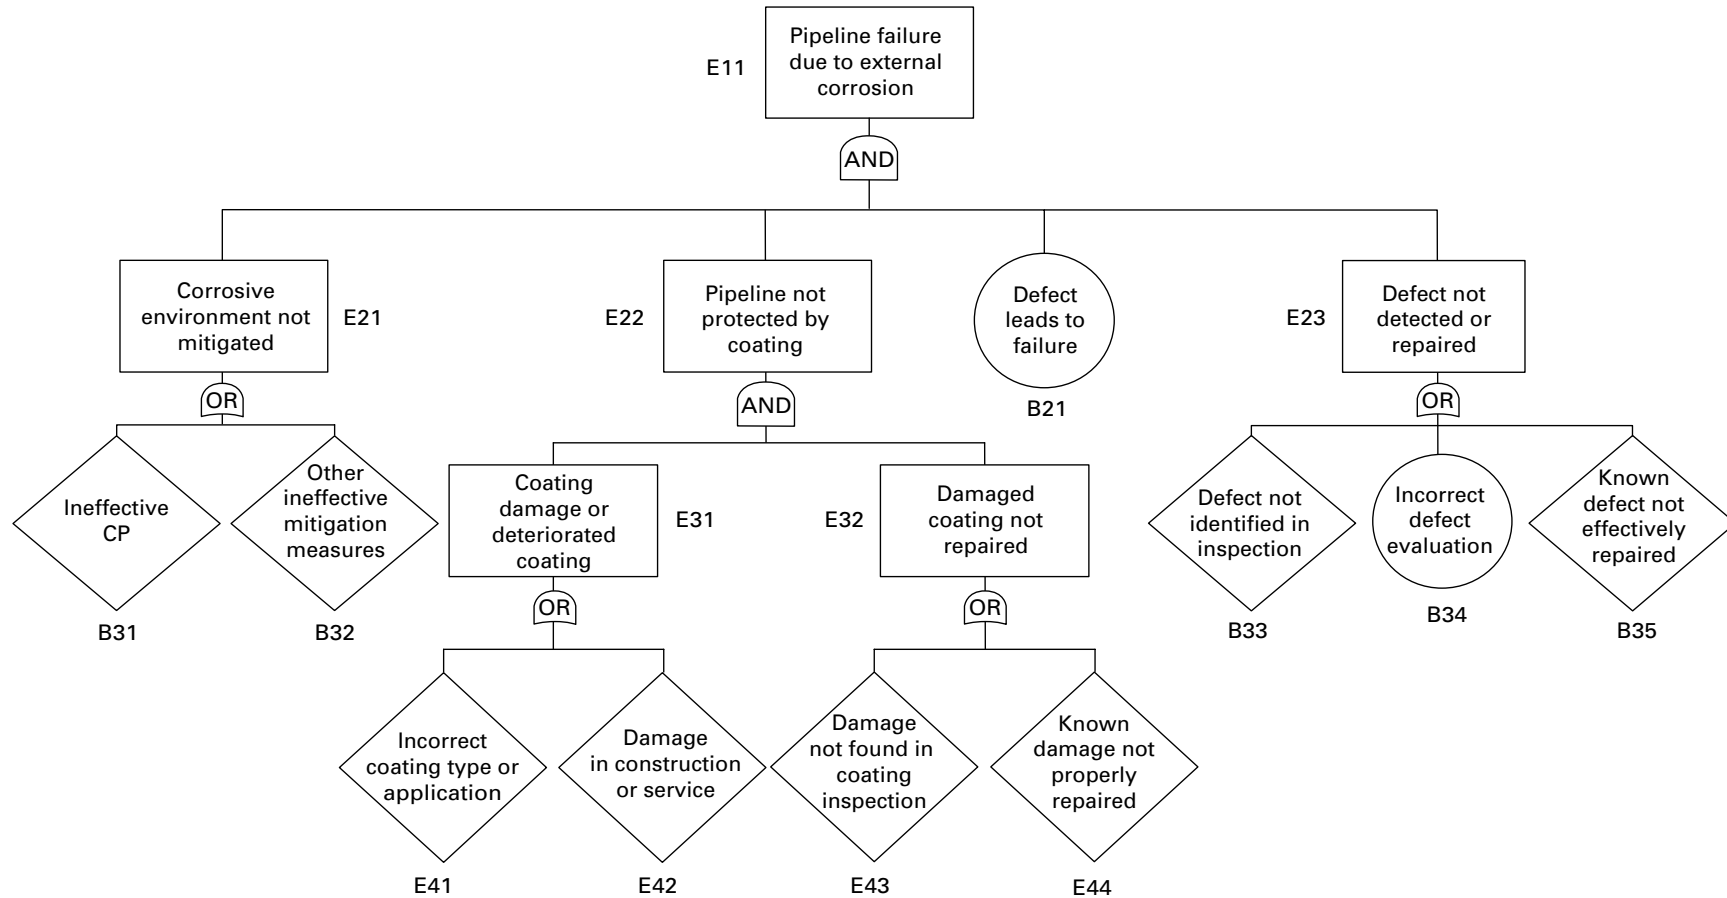 Pipeline failure
due to external
corrosion
E11
AND
Corrosive
environment not
mitigated
E21
E22
Pipeline not
protected by
coating
Defect
leads to
failure
B21
E23
Defect not
detected or
repaired
OR
AND
OR
Ineffective
CP
B31
Other
ineffective
mitigation
measures
B32
Coating
damage or
deteriorated
coating
E31
E32
Damaged
coating not
repaired
Defect not
identified in
inspection
B33
Incorrect
defect
evaluation
B34
Known
defect not
effectively
repaired
B35
OR
OR
Incorrect
coating type or
application
E41
Damage
in construction
or service
E42
Damage
not found in
coating
inspection
E43
Known
damage not
properly
repaired
E44